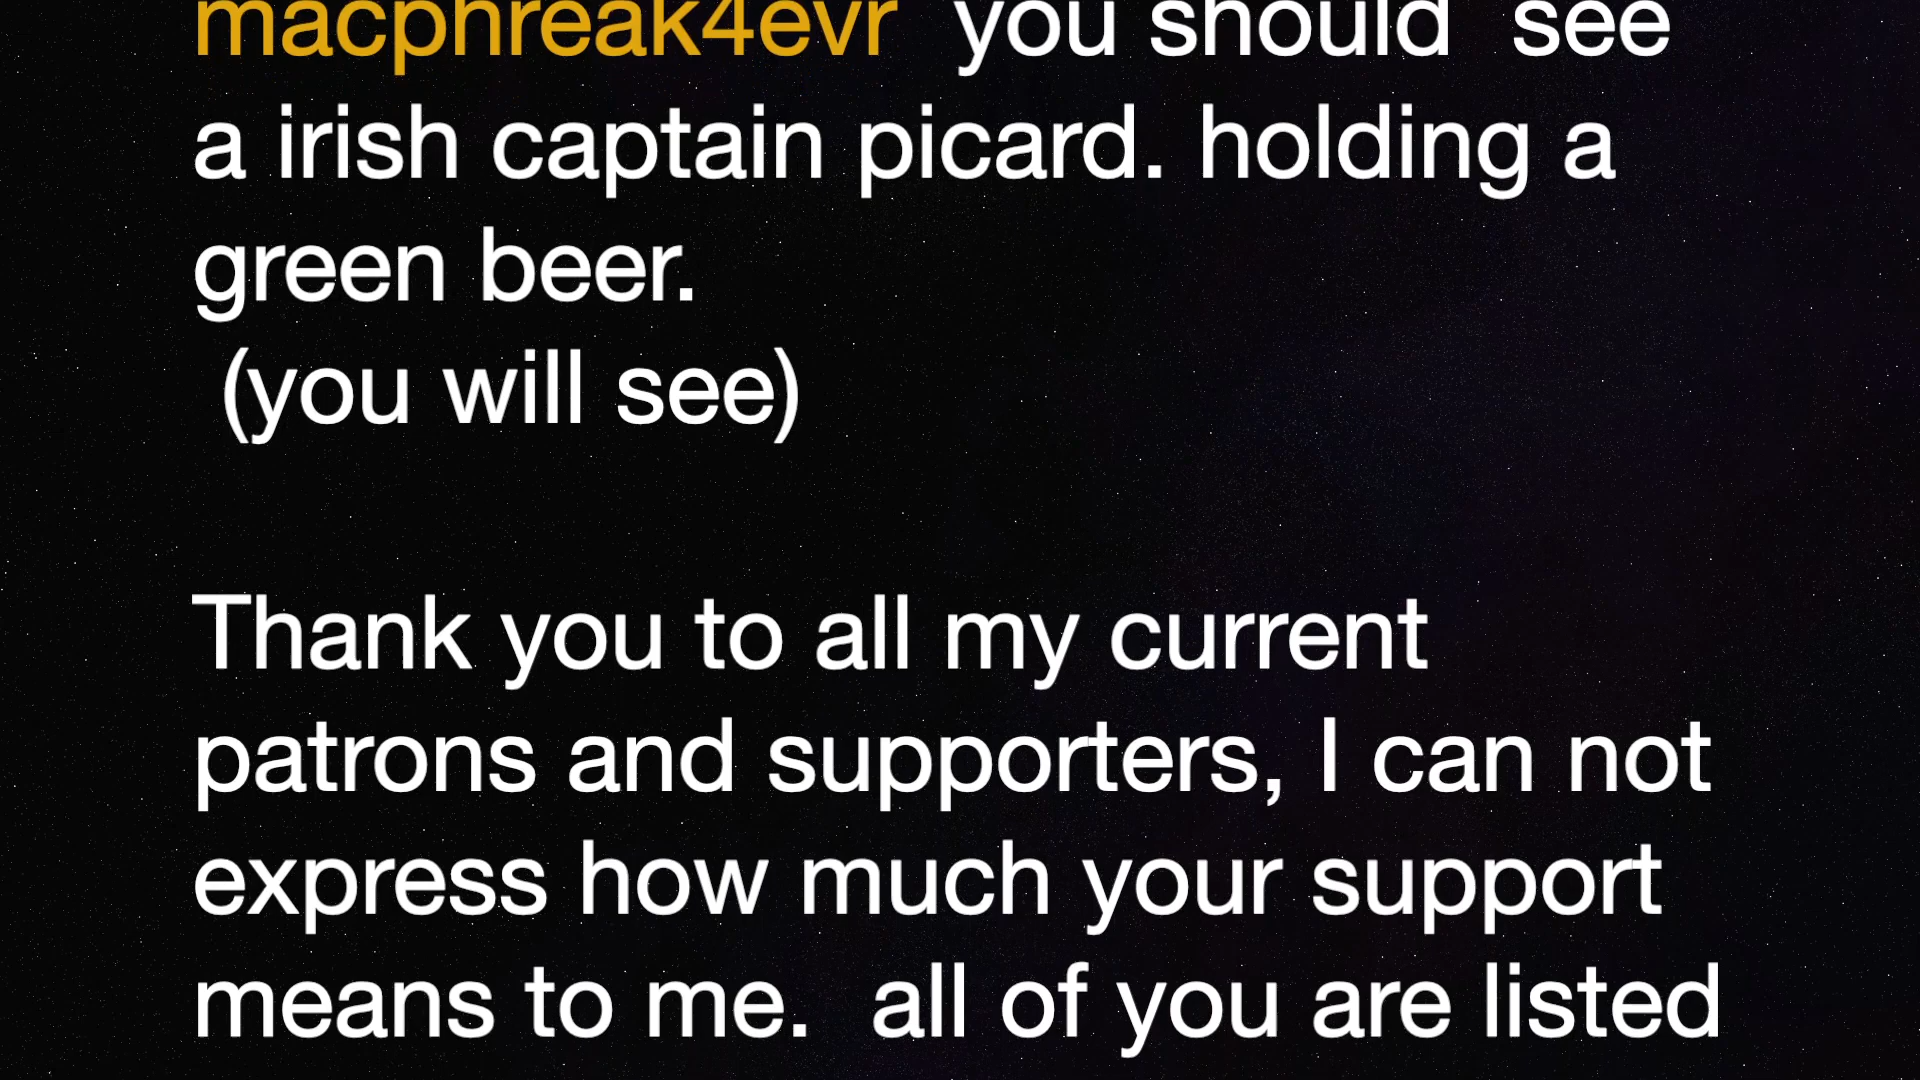 macphreak4evr  you should  see
a irish captain picard. holding a
green beer.
(you will see)
Thank you to all my current
patrons and supporters, I can not
express how much your support
means to me.  all of you are listed